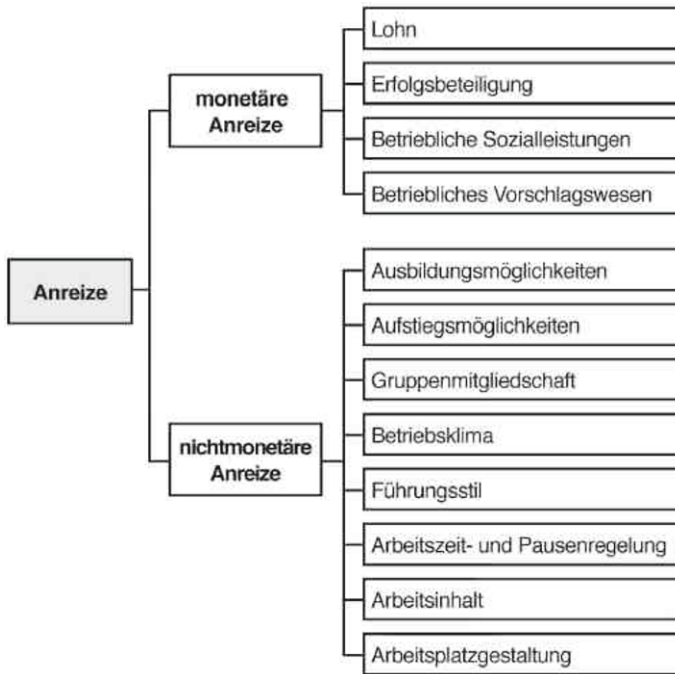 Anreize
monetäre
Anreize
Lohn
Erfolgsbeteiligung
Betriebliche Sozialleistungen
Betriebliches Vorschlagswesen
nichtmonetäre
Anreize
Ausbildungsmöglichkeiten
Aufstiegsmöglichkeiten
Gruppenmitgliedschaft
Betriebsklima
Führungsstil
Arbeitszeit- und Pausenregelung
Arbeitsinhalt
Arbeitsplatzgestaltung